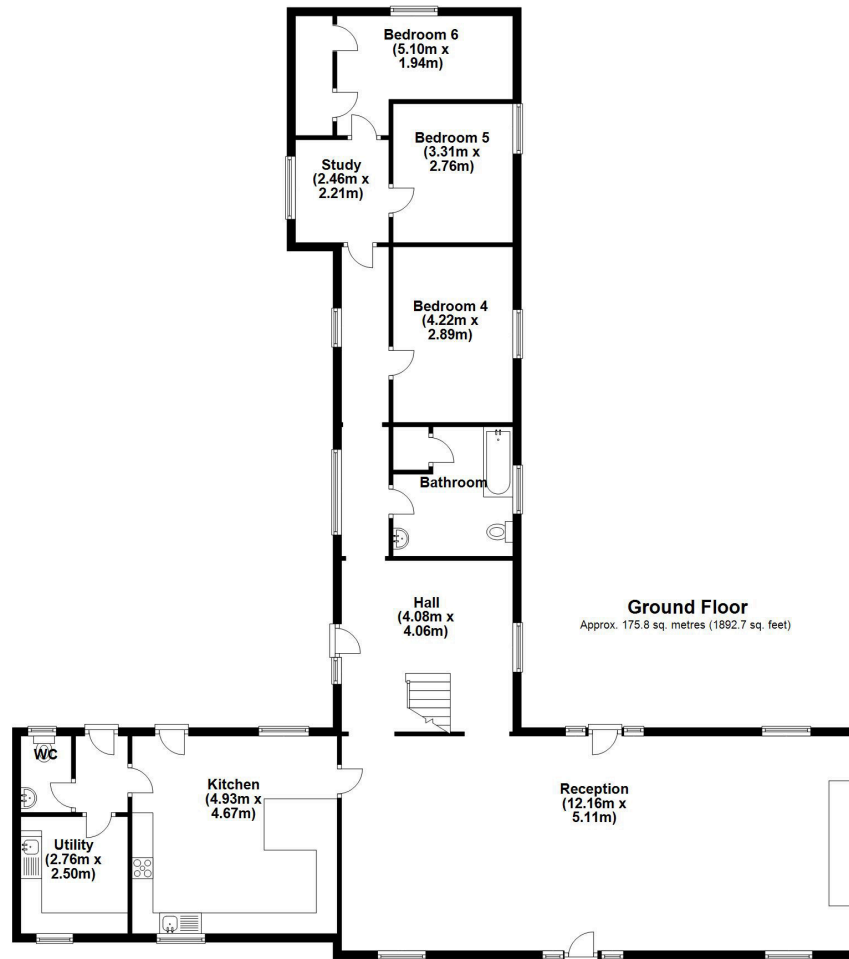 Bedroom 6
(5.10m x
1.94m)
Bedroom 5
(3.31m x
2.76m)
Study
(2.46m x
2.21m)
Bedroom 4
(4.22m x
2.89m)
Bathroom
Hall
(4.08m x
4.06m)
Ground Floor
Approx. 175.8 sq. metres (1892.7 sq. feet)
WC
Kitchen
(4.93m x
4.67m)
Reception
(12.16m x
5.11m)
Utility
(2.76m x
2.50m)